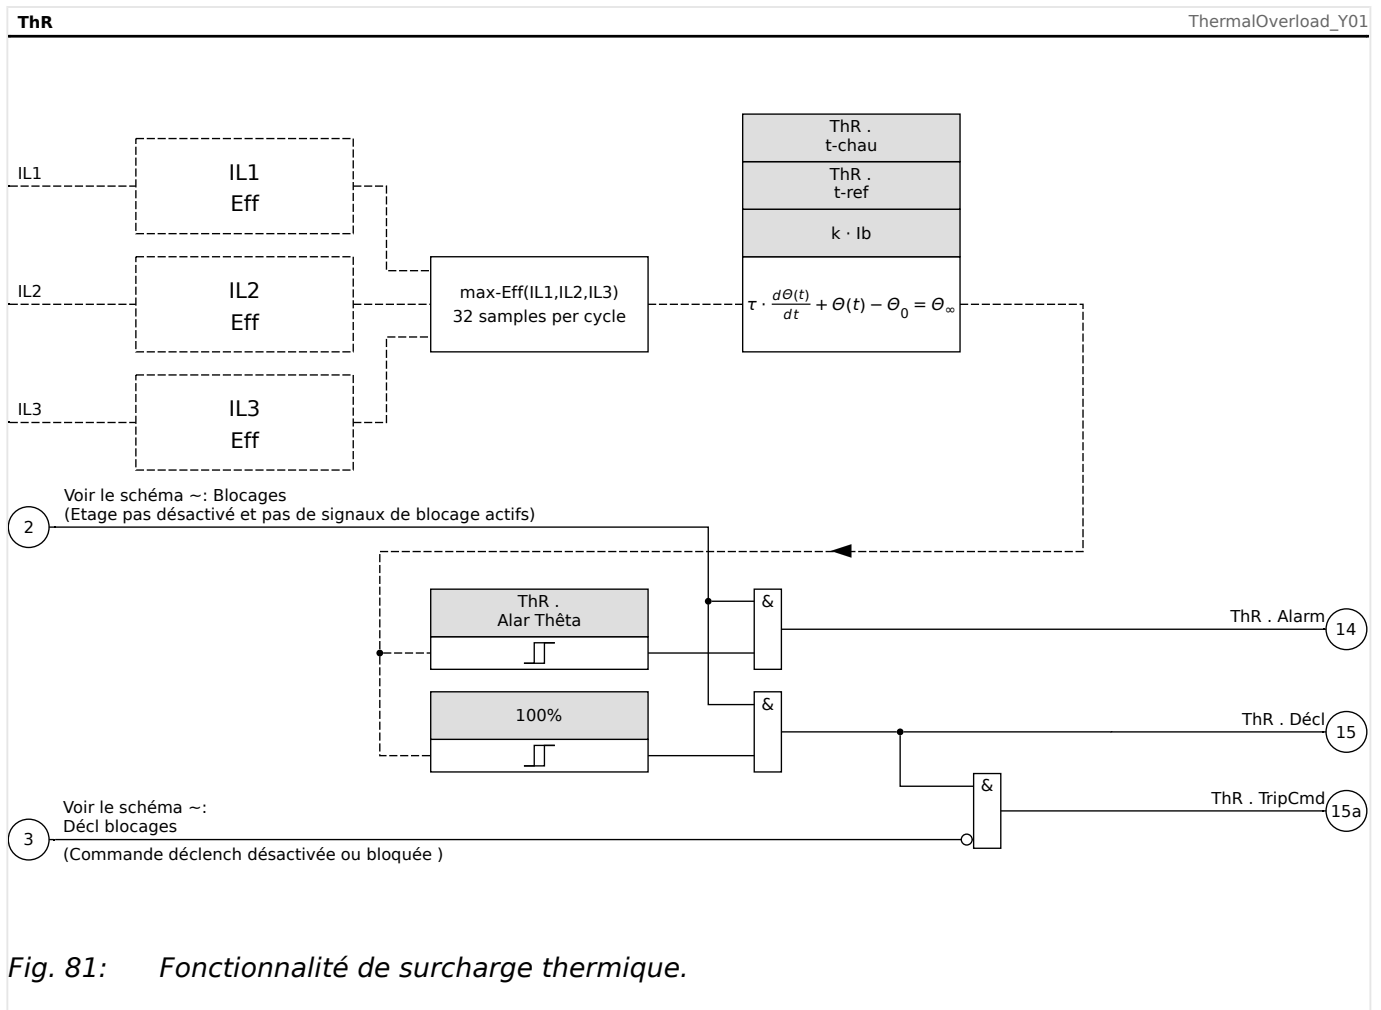 ThR
ThermalOverload_Y01
ThR .
t-chau
ThR .
t-ref
k · Ib
IL1
IL1
Eff
IL2
IL2
Eff
max-Eff(IL1,IL2,IL3)
32 samples per cycle
τ · dΘ(t)/dt + Θ(t) − Θ₀ = Θ∞
IL3
IL3
Eff
Voir le schéma ~: Blocages
(Etage pas désactivé et pas de signaux de blocage actifs)
2
ThR .
Alar Thêta
&
ThR . Alarm
14
100%
&
ThR . Décl
15
&
ThR . TripCmd
15a
Voir le schéma ~:
Décl blocages
3
(Commande déclench désactivée ou bloquée )
Fig. 81: Fonctionnalité de surcharge thermique.